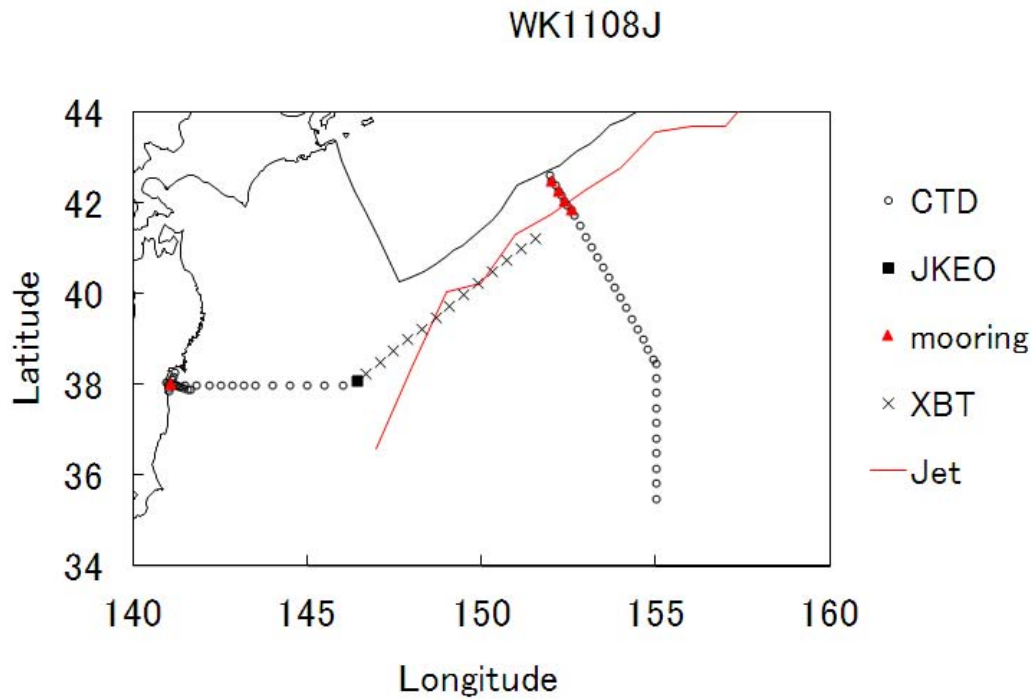 WK1108J
44
42
40
38
36
34
Latitude
140 145 150 155 160
Longitude
CTD
JKEO
mooring
XBT
Jet